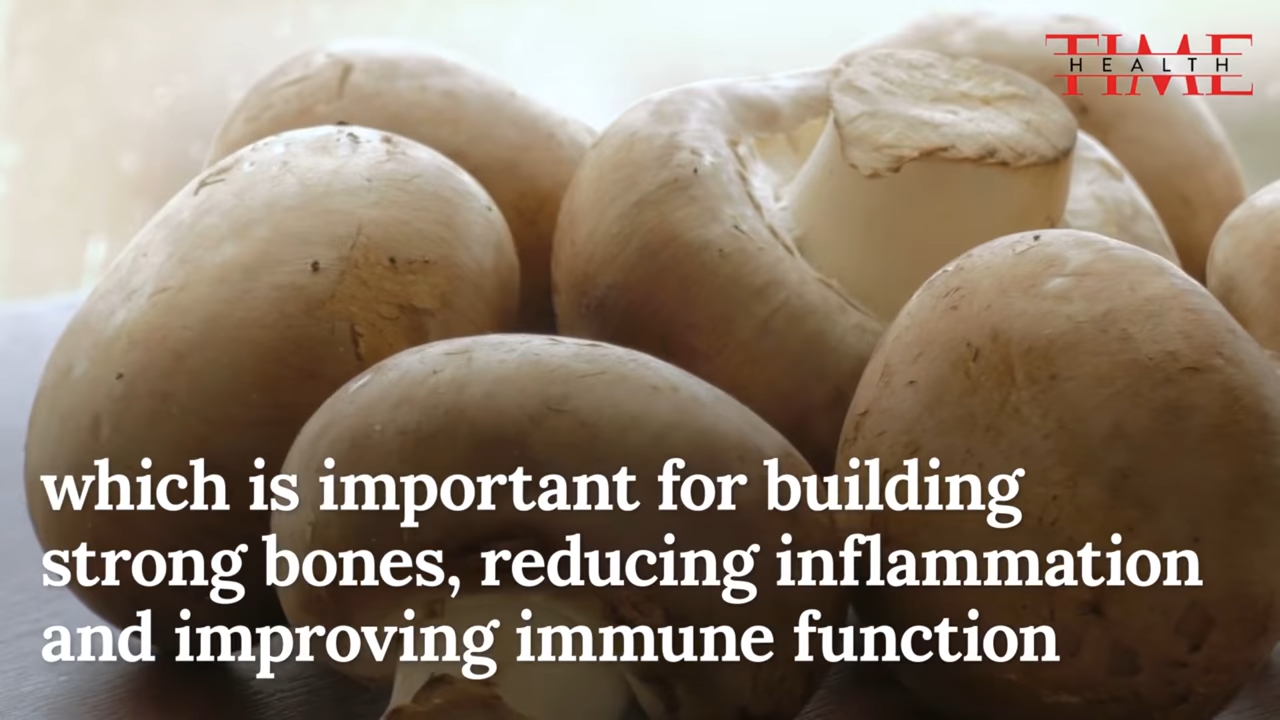 TIME
HEALTH
which is important for building
strong bones, reducing inflammation
and improving immune function